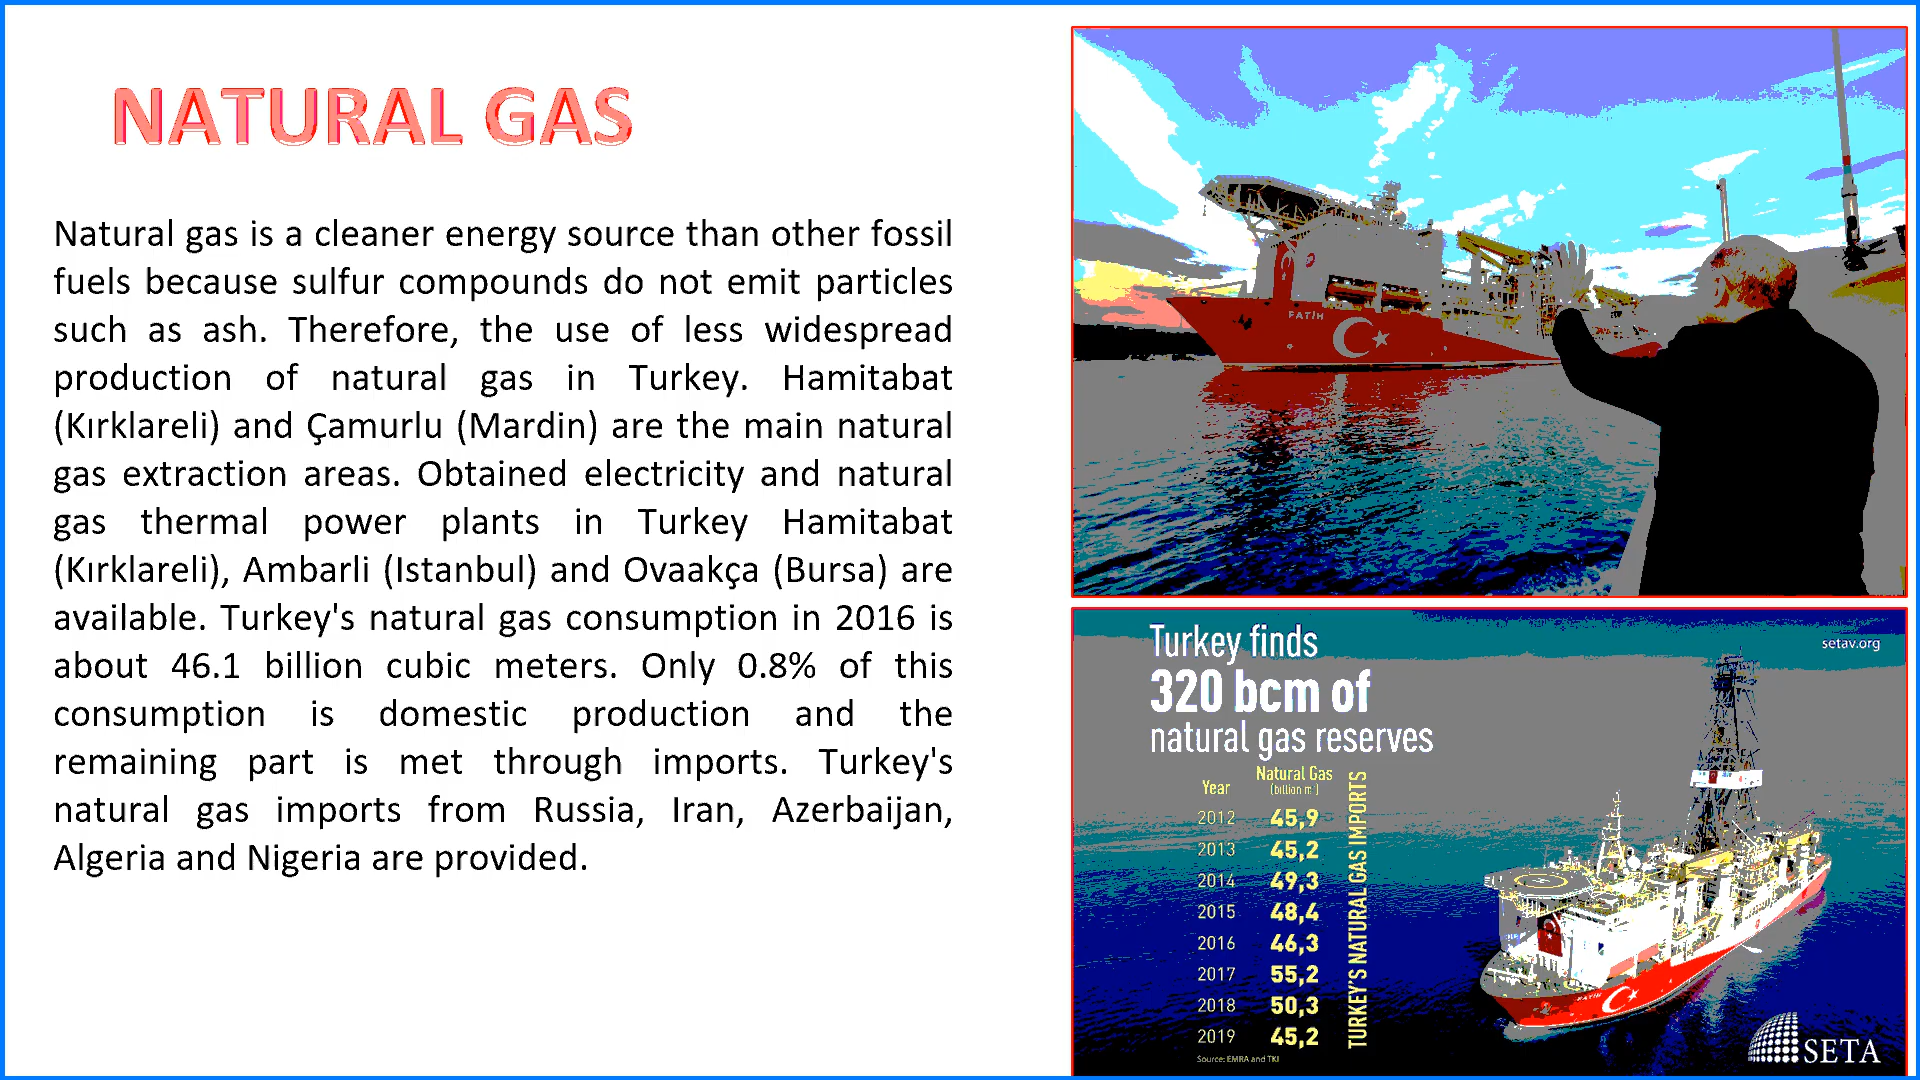 NATURAL GAS
Natural gas is a cleaner energy source than other fossil
fuels because sulfur compounds do not emit particles
such as ash. Therefore, the use of less widespread
production of natural gas in Turkey. Hamitabat
(Kırklareli) and Çamurlu (Mardin) are the main natural
gas extraction areas. Obtained electricity and natural
gas thermal power plants in Turkey Hamitabat
(Kırklareli), Ambarli (Istanbul) and Ovaakça (Bursa) are
available. Turkey's natural gas consumption in 2016 is
about 46.1 billion cubic meters. Only 0.8% of this
consumption is domestic production and the
remaining part is met through imports. Turkey's
natural gas imports from Russia, Iran, Azerbaijan,
Algeria and Nigeria are provided.
FATİH
Turkey finds
320 bcm of
natural gas reserves
setav.org
Year Natural Gas
(billion m³)
2012 45,9
2013 45,2
2014 49,3
2015 48,4
2016 46,3
2017 55,2
2018 50,3
2019 45,2
TURKEY'S NATURAL GAS IMPORTS
Source: EMRA and TKI
FATİH
SETA